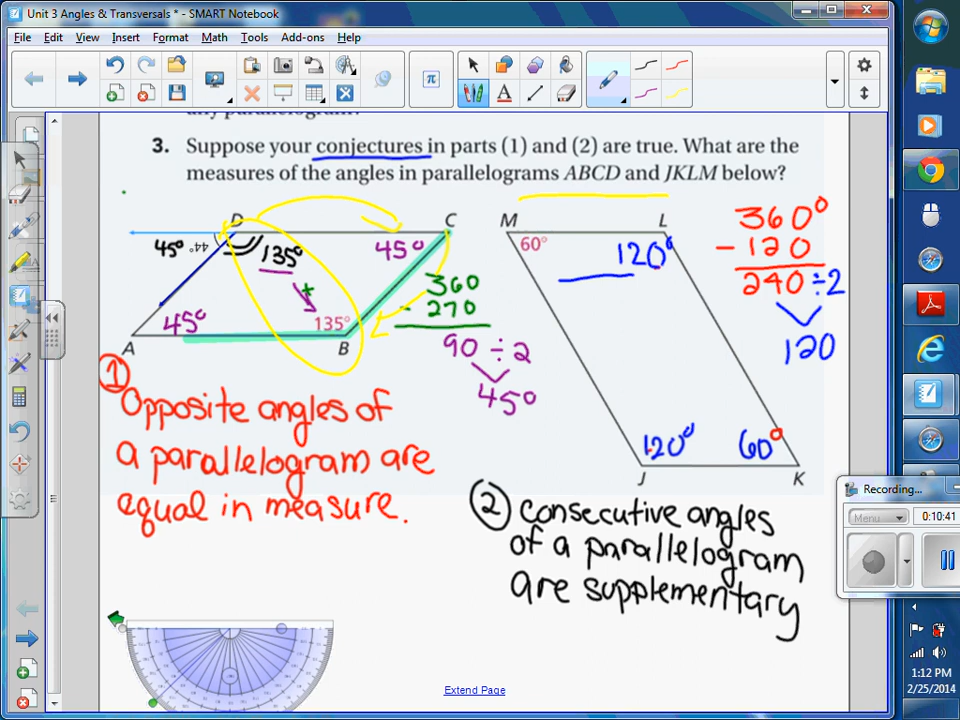 Unit 3 Angles & Transversals * - SMART Notebook
File Edit View Insert Format Math Tools Add-ons Help
any parallelogram?
3. Suppose your conjectures in parts (1) and (2) are true. What are the
measures of the angles in parallelograms ABCD and JKLM below?
D
C
M
L
45°
44°
135°
45°
60°
120°
360°
- 120
240 ÷2
120
360
- 270
90 ÷ 2
45°
45°
135°
A
B
120°
60°
J
K
1
Opposite angles of
a parallelogram are
equal in measure.
2 Consecutive angles
of a parallelogram
are supplementary
Recording...
Menu
0:10:41
Extend Page
1:12 PM
2/25/2014